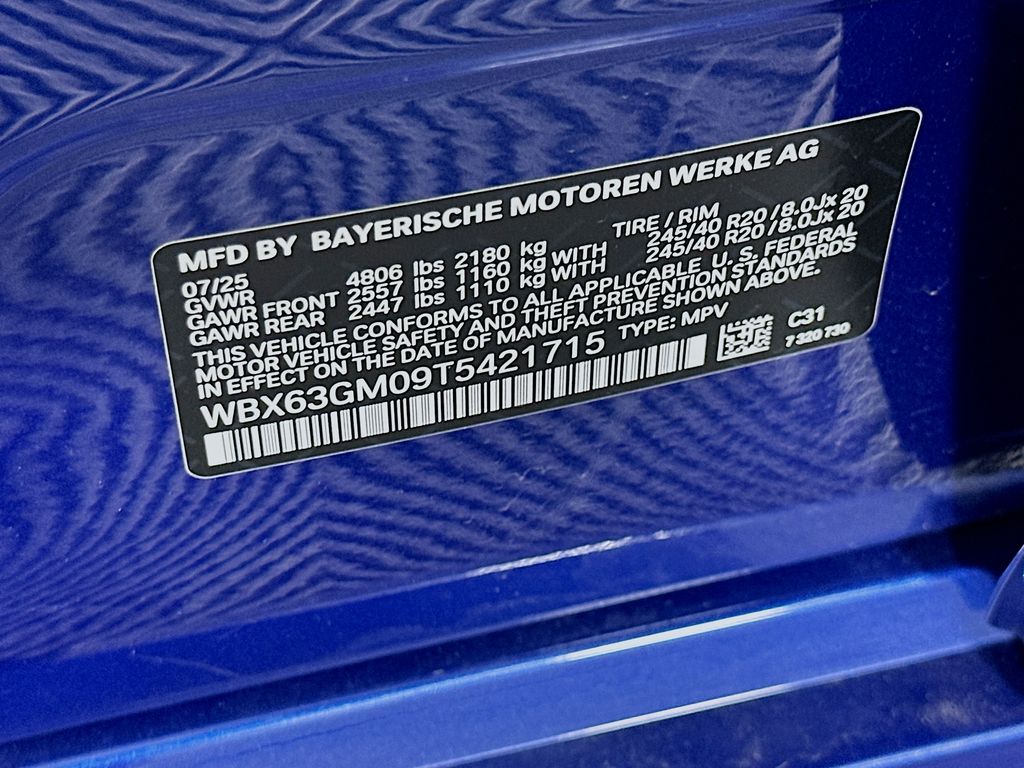 MFD BY BAYERISCHE MOTOREN WERKE AG
07/25 TIRE / RIM
GVWR 4806 lbs 2180 kg
GAWR FRONT 2557 lbs 1160 kg WITH 245/40 R20 /8.0Jx 20
GAWR REAR 2447 lbs 1110 kg WITH 245/40 R20 /8.0Jx 20
THIS VEHICLE CONFORMS TO ALL APPLICABLE U. S. FEDERAL
MOTOR VEHICLE SAFETY AND THEFT PREVENTION STANDARDS
IN EFFECT ON THE DATE OF MANUFACTURE SHOWN ABOVE.
WBX63GM09T5421715 TYPE: MPV C31
7 320 730